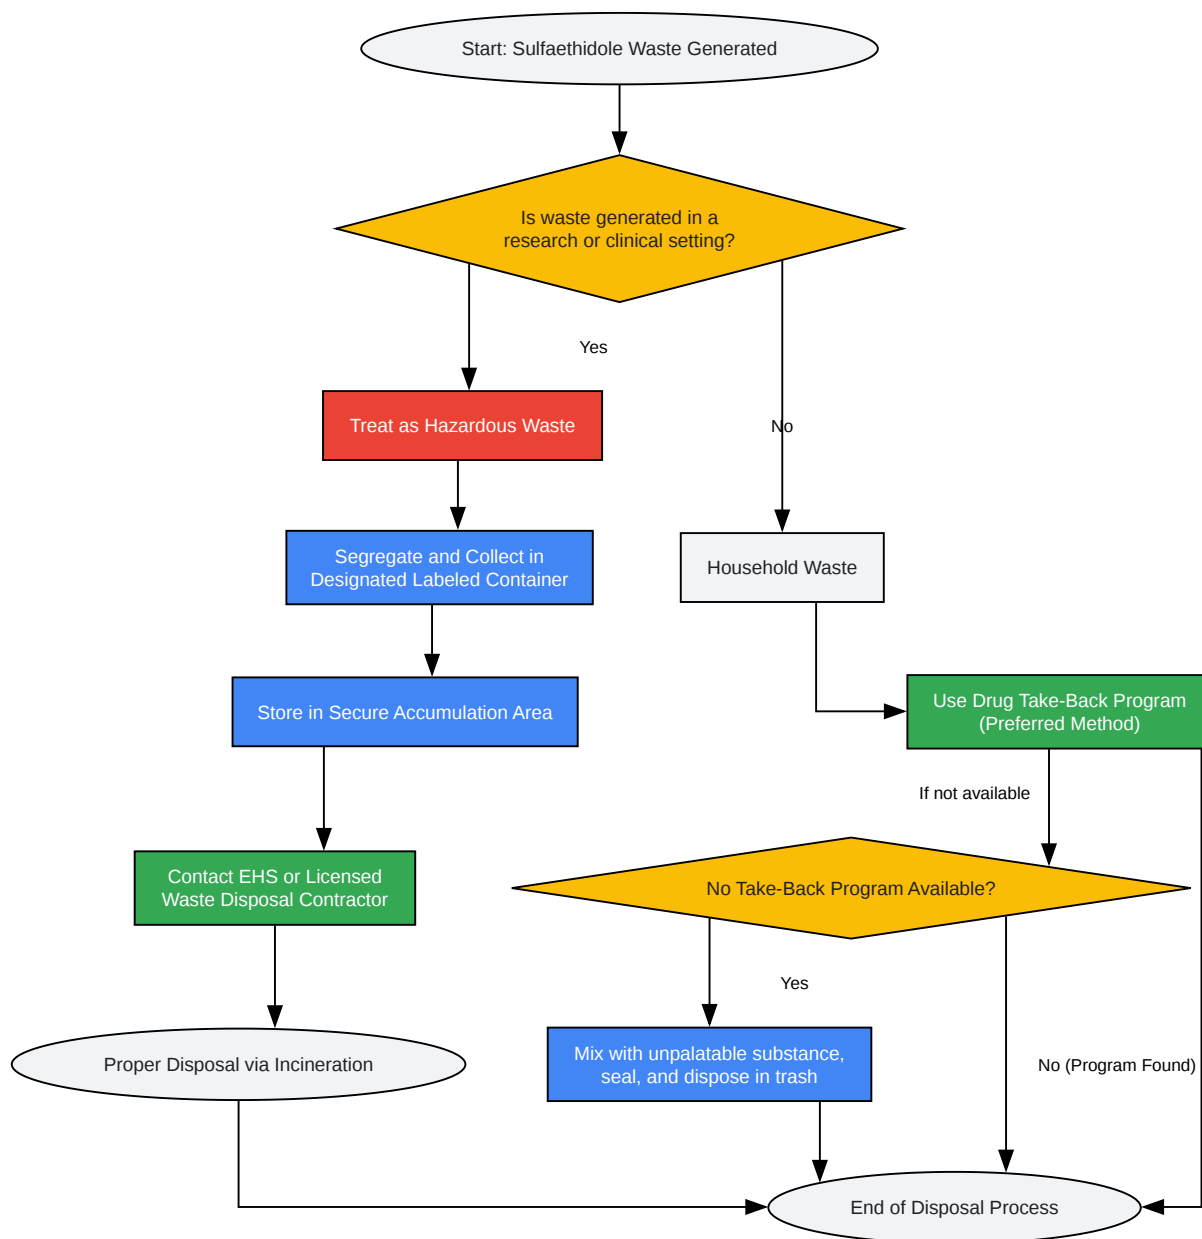 Start: Sulfaethidole Waste Generated
Is waste generated in a
research or clinical setting?
Yes
Treat as Hazardous Waste
No
Segregate and Collect in
Designated Labeled Container
Household Waste
Store in Secure Accumulation Area
Use Drug Take-Back Program
(Preferred Method)
If not available
Contact EHS or Licensed
Waste Disposal Contractor
No Take-Back Program Available?
Yes
Proper Disposal via Incineration
Mix with unpalatable substance,
seal, and dispose in trash
No (Program Found)
End of Disposal Process